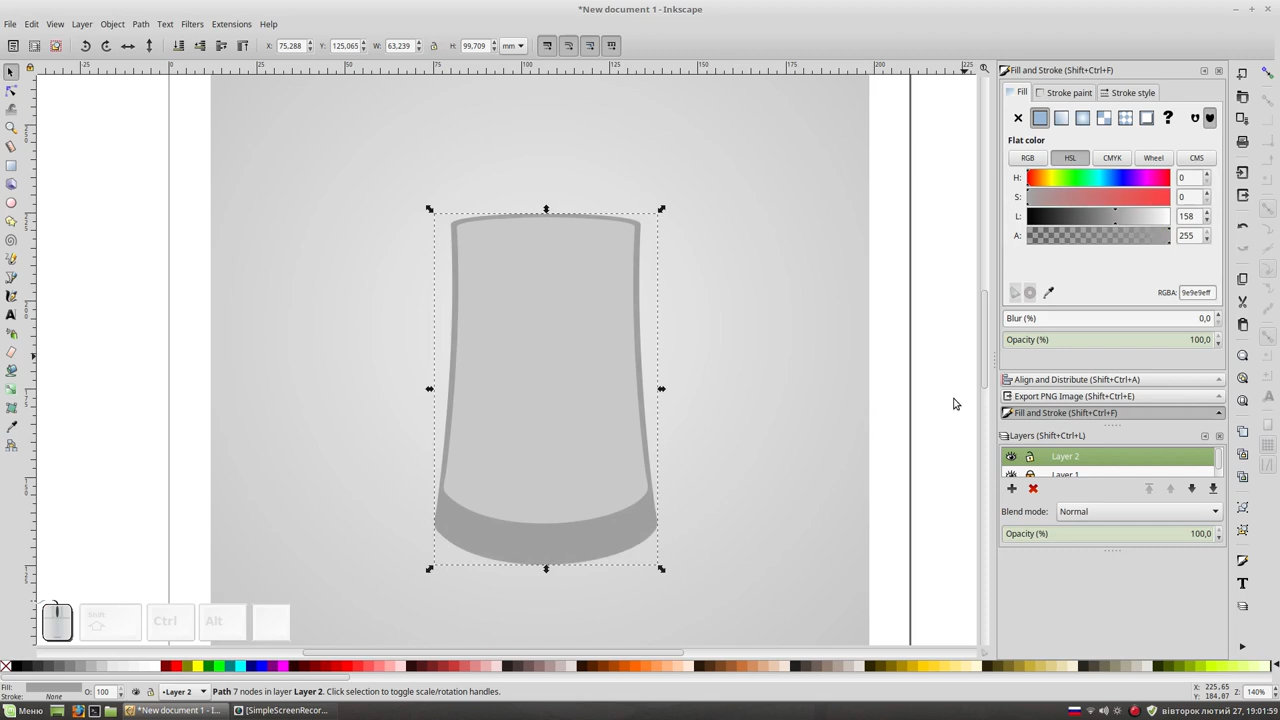 *New document 1 - Inkscape
File Edit View Layer Object Path Text Filters Extensions Help
X: 75,288 Y: 125,065 W: 63,239 H: 99,709 mm
Fill and Stroke (Shift+Ctrl+F)
Fill Stroke paint Stroke style
Flat color
RGB HSL CMYK Wheel CMS
H: 0
S: 0
L: 158
A: 255
RGBA: 9e9e9eff
Blur (%) 0,0
Opacity (%) 100,0
Align and Distribute (Shift+Ctrl+A)
Export PNG Image (Shift+Ctrl+E)
Fill and Stroke (Shift+Ctrl+F)
Layers (Shift+Ctrl+L)
Layer 2
Layer 1
Blend mode: Normal
Opacity (%) 100,0
Shift Ctrl Alt
Fill: O: 100 •Layer 2 Path 7 nodes in layer Layer 2. Click selection to toggle scale/rotation handles. X: 225,65 Z: 140%
Stroke: None Y: 184,07
Меню *New document 1 - I... [SimpleScreenRecor... вівторок лютий 27, 19:01:59